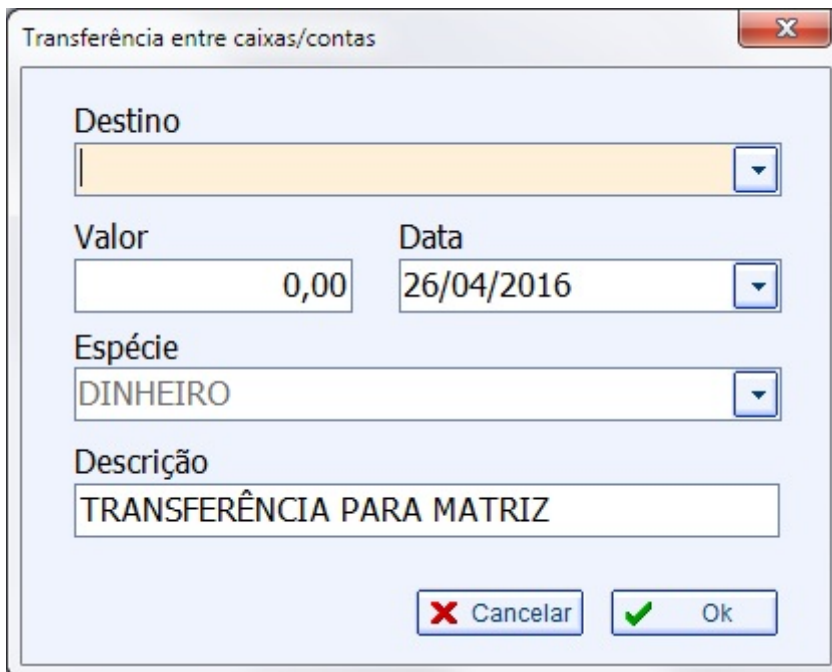 Transferência entre caixas/contas
Destino
Valor Data
0,00 26/04/2016
Espécie
DINHEIRO
Descrição
TRANSFERÊNCIA PARA MATRIZ
Cancelar Ok